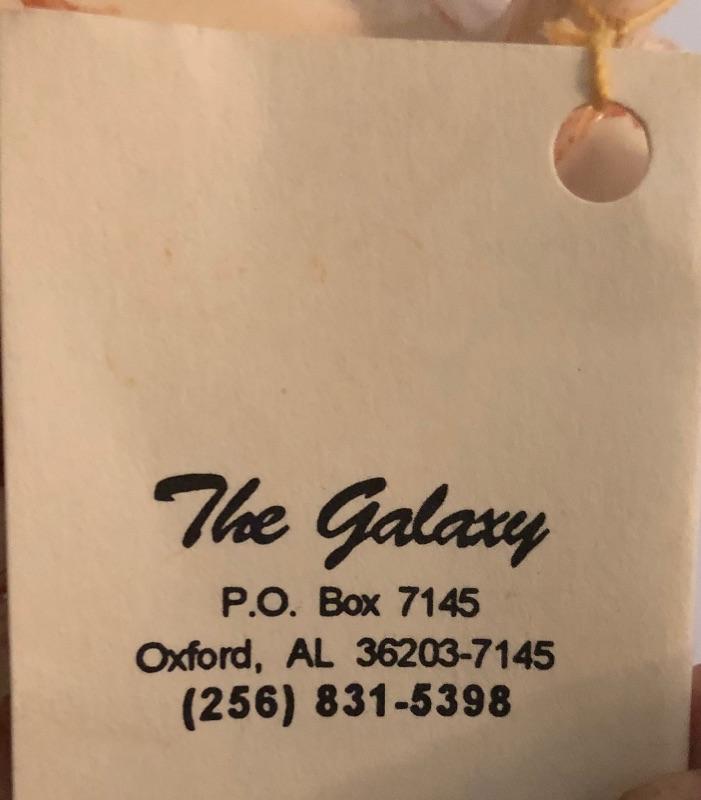 The Galaxy
P.O. Box 7145
Oxford, AL 36203-7145
(256) 831-5398